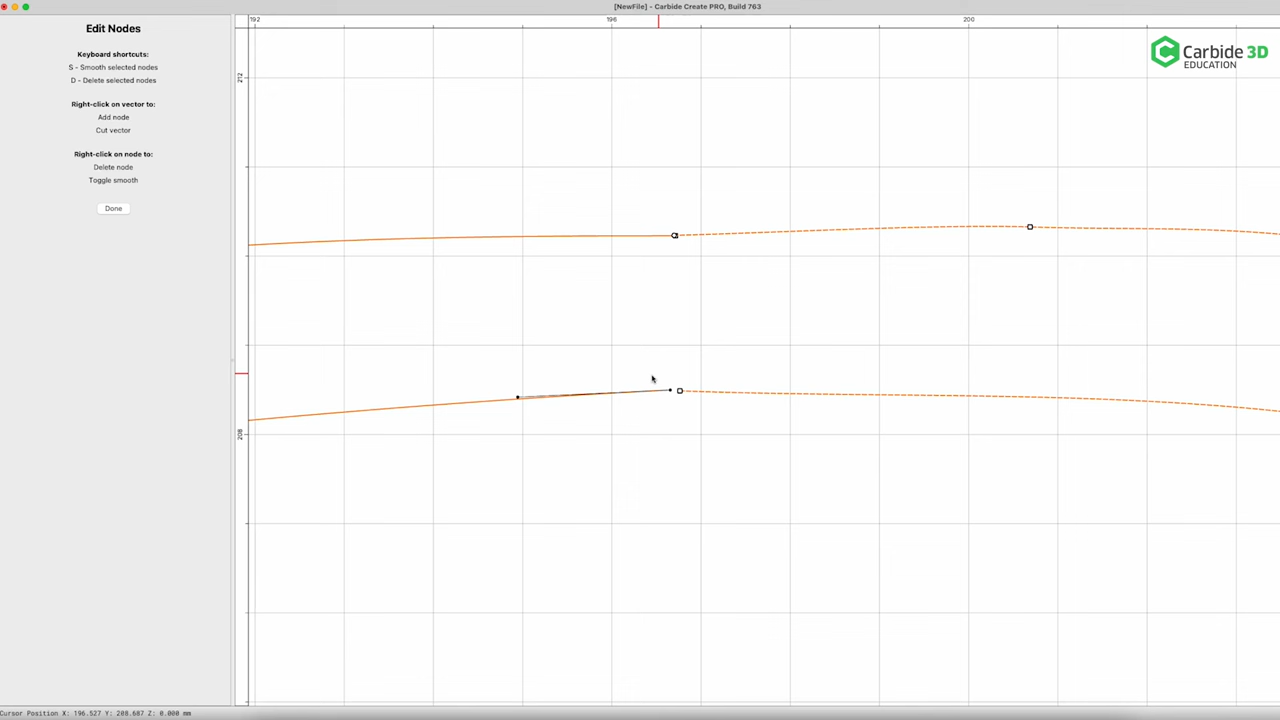 [NewFile] - Carbide Create PRO, Build 763
192
196
200
Edit Nodes
Keyboard shortcuts:
S - Smooth selected nodes
D - Delete selected nodes
Right-click on vector to:
Add node
Cut vector
Right-click on node to:
Delete node
Toggle smooth
Done
212
208
Carbide 3D
EDUCATION
Cursor Position X: 196.527 Y: 208.687 Z: 0.000 mm